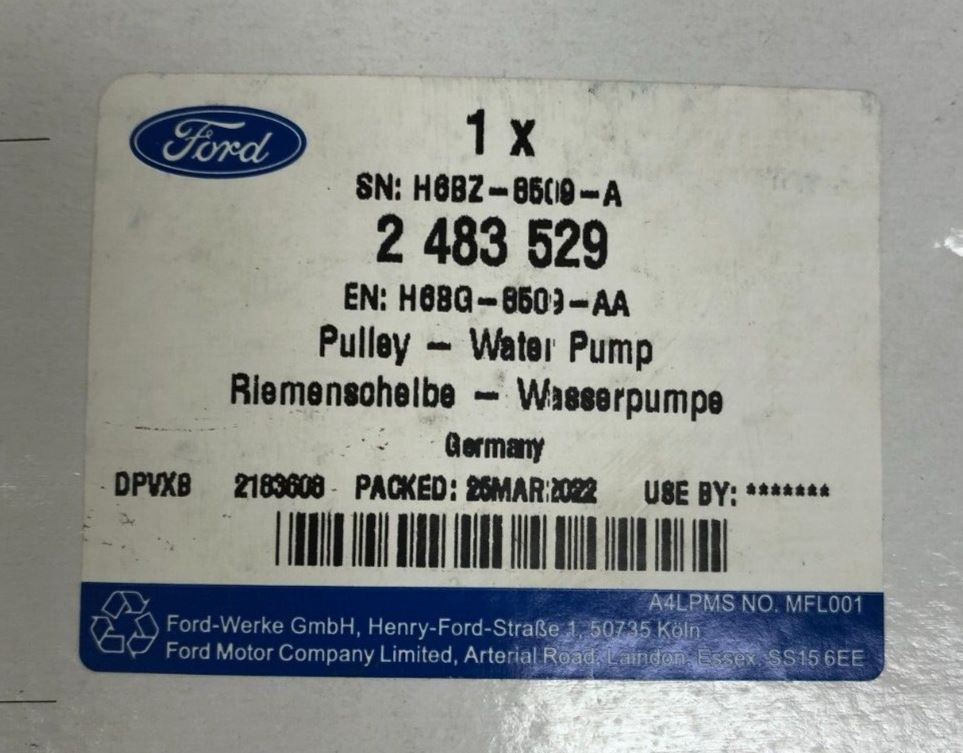 Ford
1 x
SN: H6BZ-8509-A
2 483 529
EN: H6BG-8509-AA
Pulley - Water Pump
Riemenscheibe - Wasserpumpe
Germany
DPVXB 2183608 PACKED: 25MAR2022 USE BY: *******
A4LPMS NO. MFL001
Ford-Werke GmbH, Henry-Ford-Straße 1, 50735 Köln
Ford Motor Company Limited, Arterial Road, Laindon, Essex, SS15 6EE